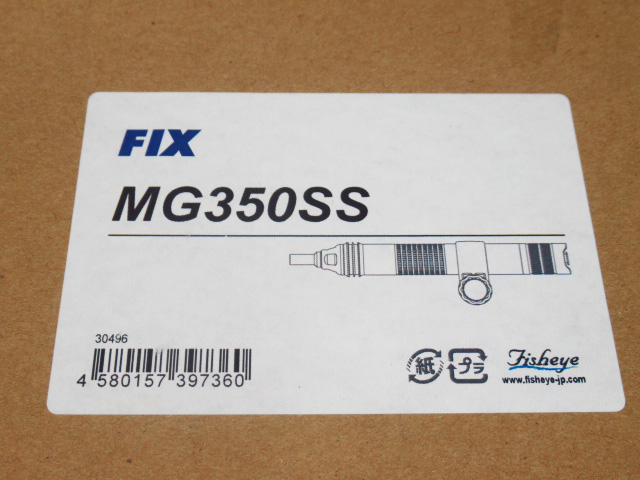 FIX
MG350SS
30496
4 580157 397360
紙
プラ
Fisheye
www.fisheye-jp.com